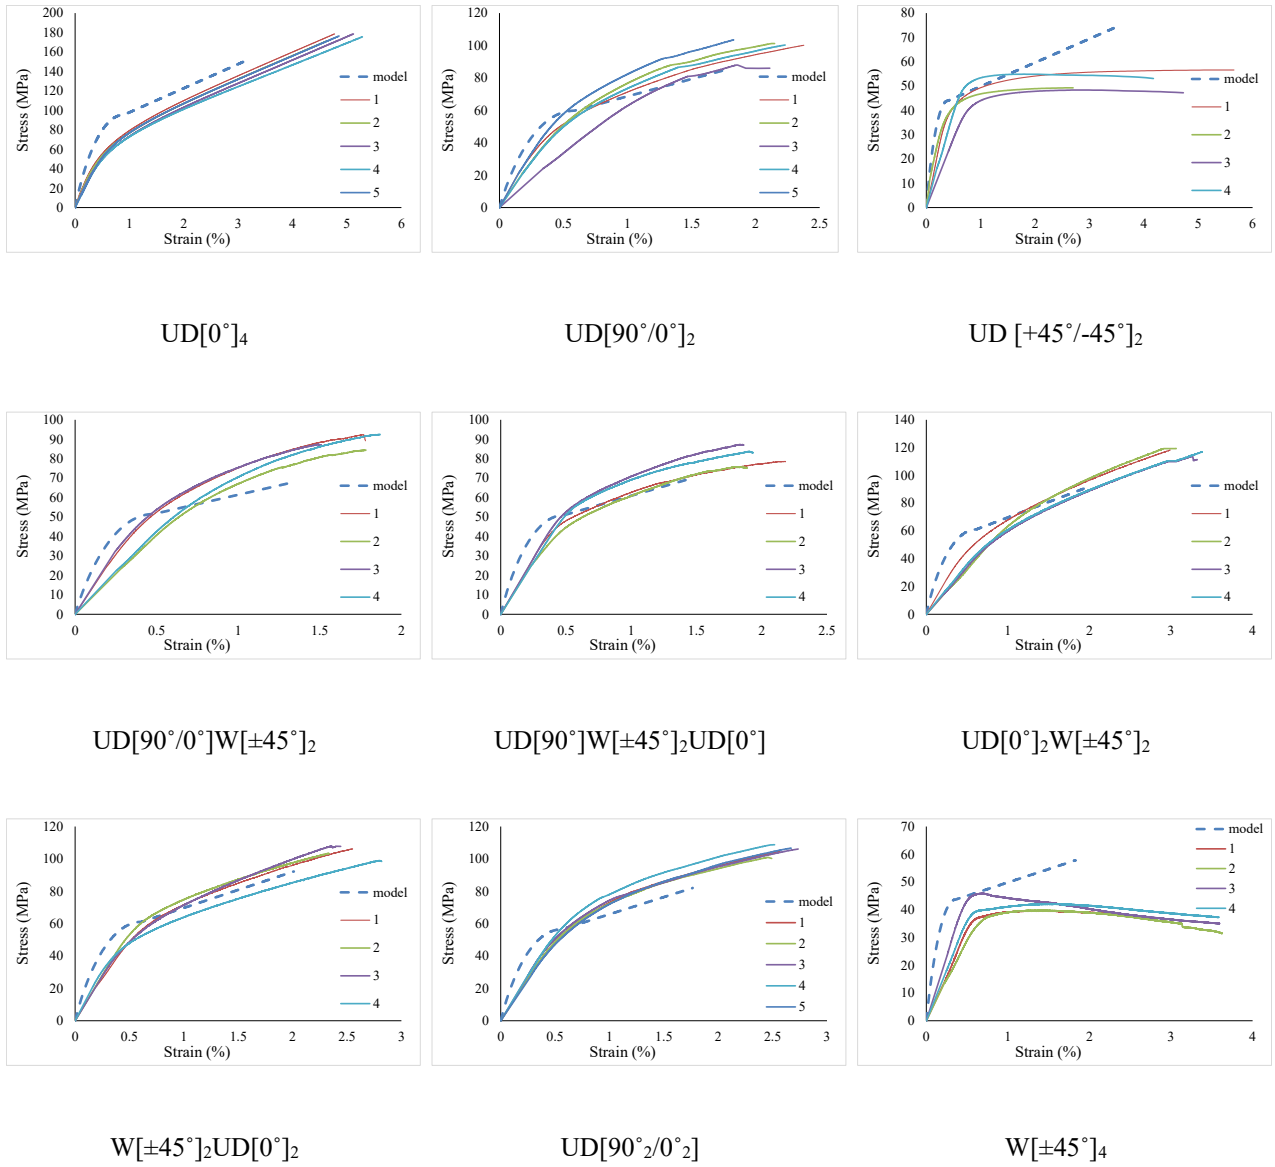 Stress (MPa)
200
180
160
140
120
100
80
60
40
20
0
0 1 2 3 4 5 6
Strain (%)
model
1
2
3
4
5
UD[0˚]4
Stress (MPa)
120
100
80
60
40
20
0
0 0.5 1 1.5 2 2.5
Strain (%)
model
1
2
3
4
5
UD[90˚/0˚]2
Stress (MPa)
80
70
60
50
40
30
20
10
0
0 1 2 3 4 5 6
Strain (%)
model
1
2
3
4
UD [+45˚/-45˚]2
Stress (MPa)
100
90
80
70
60
50
40
30
20
10
0
0 0.5 1 1.5 2
Strain (%)
model
1
2
3
4
UD[90˚/0˚]W[±45˚]2
Stress (MPa)
100
90
80
70
60
50
40
30
20
10
0
0 0.5 1 1.5 2 2.5
Strain (%)
model
1
2
3
4
UD[90˚]W[±45˚]2UD[0˚]
Stress (MPa)
140
120
100
80
60
40
20
0
0 1 2 3 4
Strain (%)
model
1
2
3
4
UD[0˚]2W[±45˚]2
Stress (MPa)
120
100
80
60
40
20
0
0 0.5 1 1.5 2 2.5 3
Strain (%)
model
1
2
3
4
W[±45˚]2UD[0˚]2
Stress (MPa)
120
100
80
60
40
20
0
0 0.5 1 1.5 2 2.5 3
Strain (%)
model
1
2
3
4
5
UD[90˚2/0˚2]
Stress (MPa)
70
60
50
40
30
20
10
0
0 1 2 3 4
Strain (%)
model
1
2
3
4
W[±45˚]4